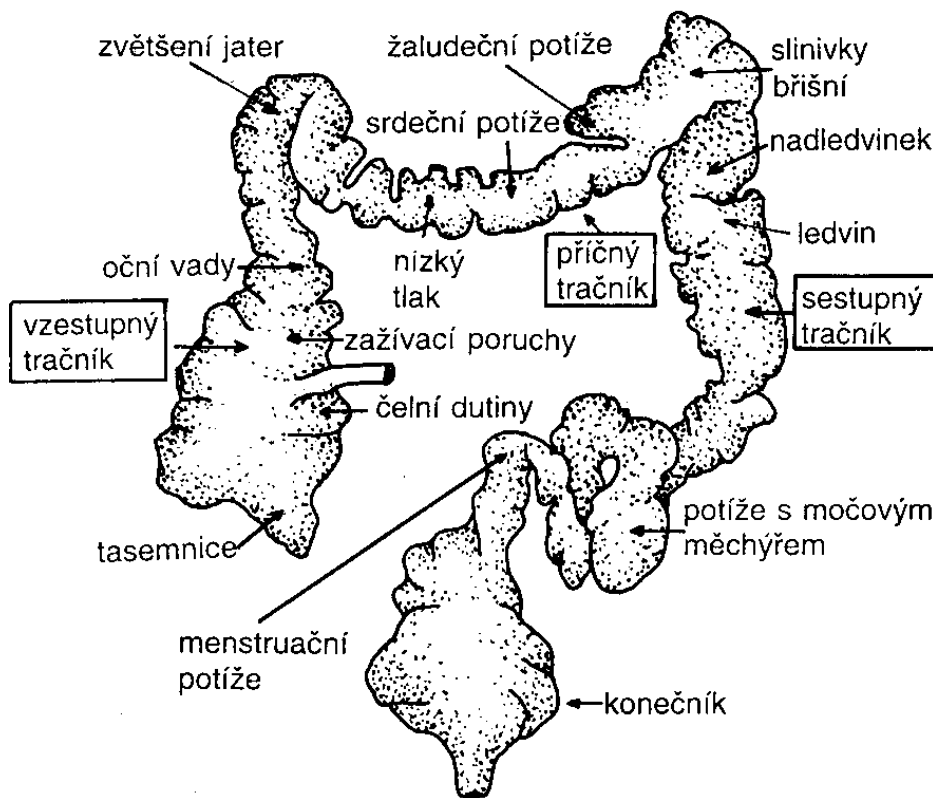 zvětšení jater
žaludeční potíže
slinivky
břišní
srdeční potíže
nadledvinek
ledvin
oční vady
nízký
tlak
příčný
tračník
sestupný
tračník
vzestupný
tračník
zažívací poruchy
čelní dutiny
tasemnice
potíže s močovým
měchýřem
menstruační
potíže
konečník